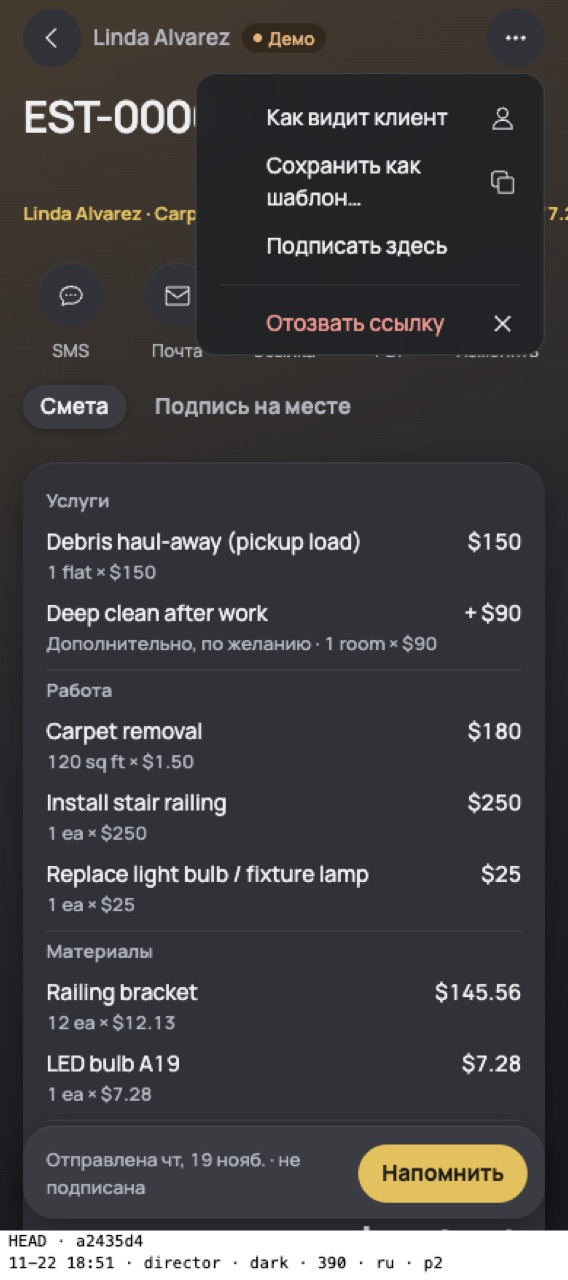 Linda Alvarez
Демо
EST-000
Как видит клиент
Сохранить как
шаблон...
Подписать здесь
Отозвать ссылку
Linda Alvarez · Carp
SMS
Почта
Смета
Подпись на месте
Услуги
Debris haul-away (pickup load) $150
1 flat × $150
Deep clean after work + $90
Дополнительно, по желанию · 1 room × $90
Работа
Carpet removal $180
120 sq ft × $1.50
Install stair railing $250
1 ea × $250
Replace light bulb / fixture lamp $25
1 ea × $25
Материалы
Railing bracket $145.56
12 ea × $12.13
LED bulb A19 $7.28
1 ea × $7.28
Отправлена чт, 19 нояб. · не
подписана
Напомнить
HEAD · a2435d4
11-22 18:51 · director · dark · 390 · ru · p2